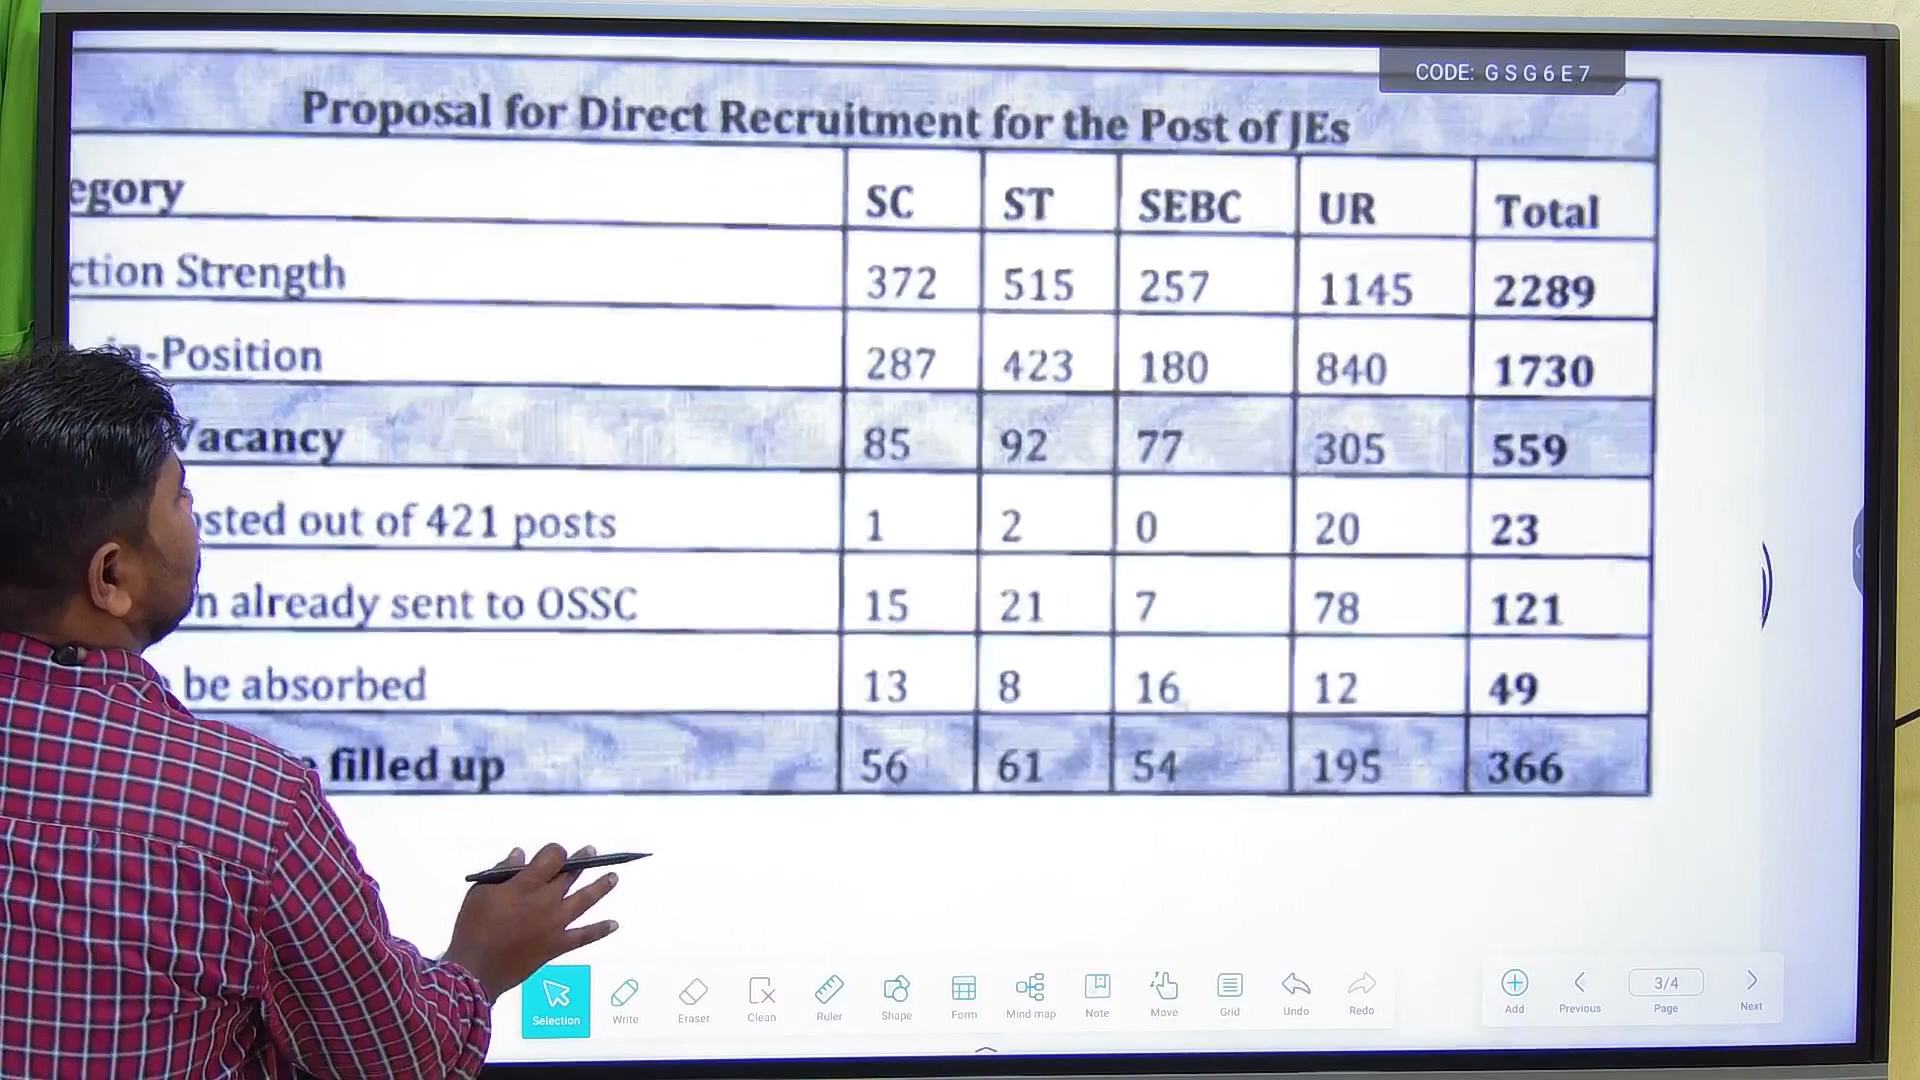 CODE: GSG6E7
Proposal for Direct Recruitment for the Post of JEs
egory SC ST SEBC UR Total
ction Strength 372 515 257 1145 2289
in-Position 287 423 180 840 1730
Vacancy 85 92 77 305 559
sted out of 421 posts 1 2 0 20 23
n already sent to OSSC 15 21 7 78 121
be absorbed 13 8 16 12 49
filled up 56 61 54 195 366
Selection Write Eraser Clean Ruler Shape Form Mind map Note Move Grid Undo Redo Add Previous 3/4 Page Next